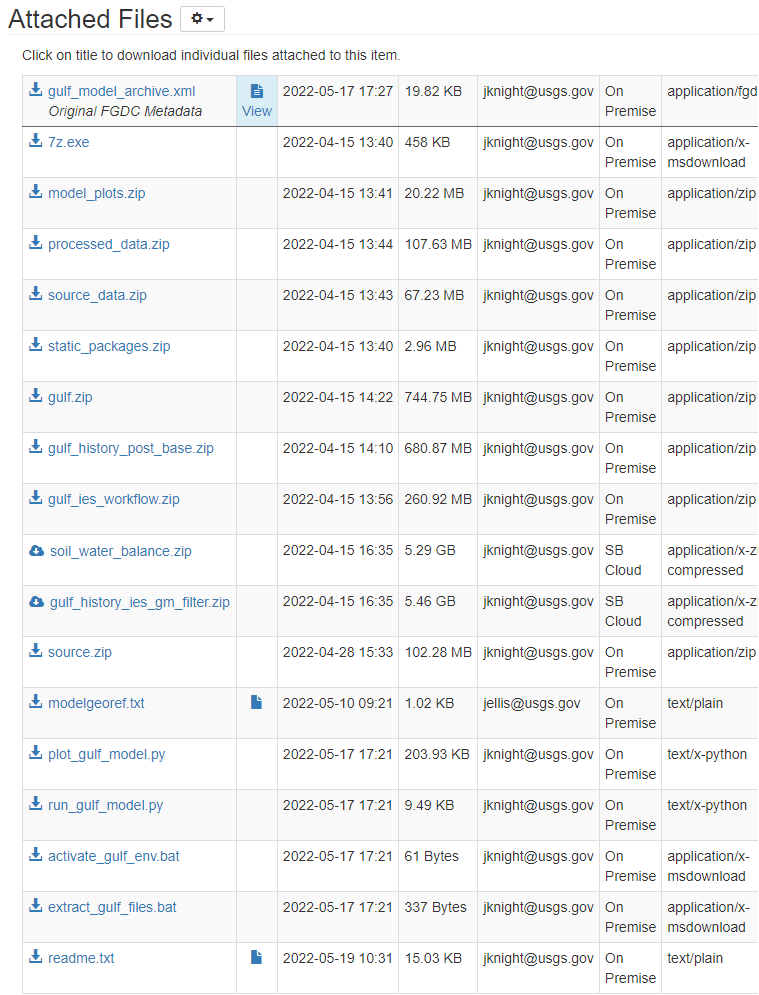 Attached Files
Click on title to download individual files attached to this item.
gulf_model_archive.xml 2022-05-17 17:27 19.82 KB jknight@usgs.gov On application/fgd
Original FGDC Metadata View Premise
7z.exe 2022-04-15 13:40 458 KB jknight@usgs.gov On application/x-
Premise msdownload
model_plots.zip 2022-04-15 13:41 20.22 MB jknight@usgs.gov On application/zip
Premise
processed_data.zip 2022-04-15 13:44 107.63 MB jknight@usgs.gov On application/zip
Premise
source_data.zip 2022-04-15 13:43 67.23 MB jknight@usgs.gov On application/zip
Premise
static_packages.zip 2022-04-15 13:40 2.96 MB jknight@usgs.gov On application/zip
Premise
gulf.zip 2022-04-15 14:22 744.75 MB jknight@usgs.gov On application/zip
Premise
gulf_history_post_base.zip 2022-04-15 14:10 680.87 MB jknight@usgs.gov On application/zip
Premise
gulf_ies_workflow.zip 2022-04-15 13:56 260.92 MB jknight@usgs.gov On application/zip
Premise
soil_water_balance.zip 2022-04-15 16:35 5.29 GB jknight@usgs.gov SB application/x-zi
Cloud compressed
gulf_history_ies_gm_filter.zip 2022-04-15 16:35 5.46 GB jknight@usgs.gov SB application/x-zi
Cloud compressed
source.zip 2022-04-28 15:33 102.28 MB jknight@usgs.gov On application/zip
Premise
modelgeoref.txt 2022-05-10 09:21 1.02 KB jellis@usgs.gov On text/plain
Premise
plot_gulf_model.py 2022-05-17 17:21 203.93 KB jknight@usgs.gov On text/x-python
Premise
run_gulf_model.py 2022-05-17 17:21 9.49 KB jknight@usgs.gov On text/x-python
Premise
activate_gulf_env.bat 2022-05-17 17:21 61 Bytes jknight@usgs.gov On application/x-
Premise msdownload
extract_gulf_files.bat 2022-05-17 17:21 337 Bytes jknight@usgs.gov On application/x-
Premise msdownload
readme.txt 2022-05-19 10:31 15.03 KB jknight@usgs.gov On text/plain
Premise